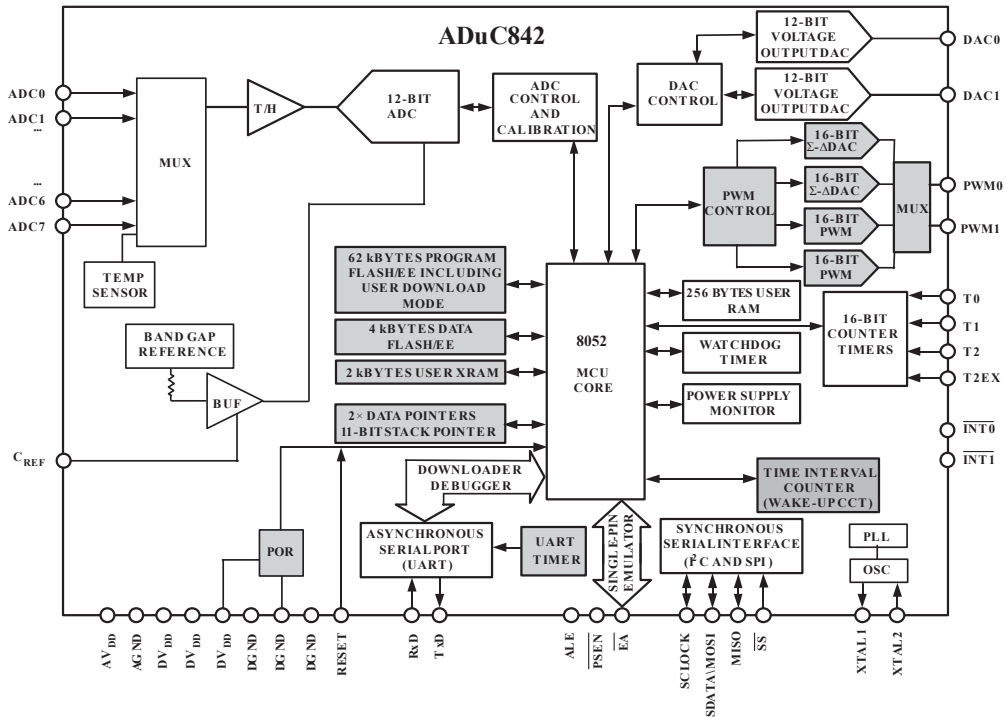 ADuC842
12-BIT
VOLTAGE
OUTPUT DAC
DAC0
12-BIT
VOLTAGE
OUTPUT DAC
DAC1
DAC
CONTROL
ADC0
ADC1
...
...
ADC6
ADC7
MUX
T/H
12-BIT
ADC
ADC
CONTROL
AND
CALIBRATION
TEMP
SENSOR
16-BIT
Σ-ΔDAC
16-BIT
Σ-ΔDAC
16-BIT
PWM
16-BIT
PWM
PWM
CONTROL
MUX
PWM0
PWM1
62 kBYTES PROGRAM
FLASH/EE INCLUDING
USER DOWNLOAD
MODE
4 kBYTES DATA
FLASH/EE
2 kBYTES USER XRAM
2× DATA POINTERS
11-BIT STACK POINTER
8052
MCU
CORE
256 BYTES USER
RAM
WATCHDOG
TIMER
POWER SUPPLY
MONITOR
16-BIT
COUNTER
TIMERS
T0
T1
T2
T2EX
INT0
INT1
BAND GAP
REFERENCE
BUF
CREF
DOWNLOADER
DEBUGGER
TIME INTERVAL
COUNTER
(WAKE-UP CCT)
POR
ASYNCHRONOUS
SERIAL PORT
(UART)
UART
TIMER
SINGLE-PIN
EMULATOR
SYNCHRONOUS
SERIAL INTERFACE
(I2C AND SPI)
PLL
OSC
AVDD
AGND
DVDD
DVDD
DVDD
DGND
DGND
DGND
RESET
RxD
TxD
ALE
PSEN
EA
SCLOCK
SDATA\MOSI
MISO
SS
XTAL1
XTAL2